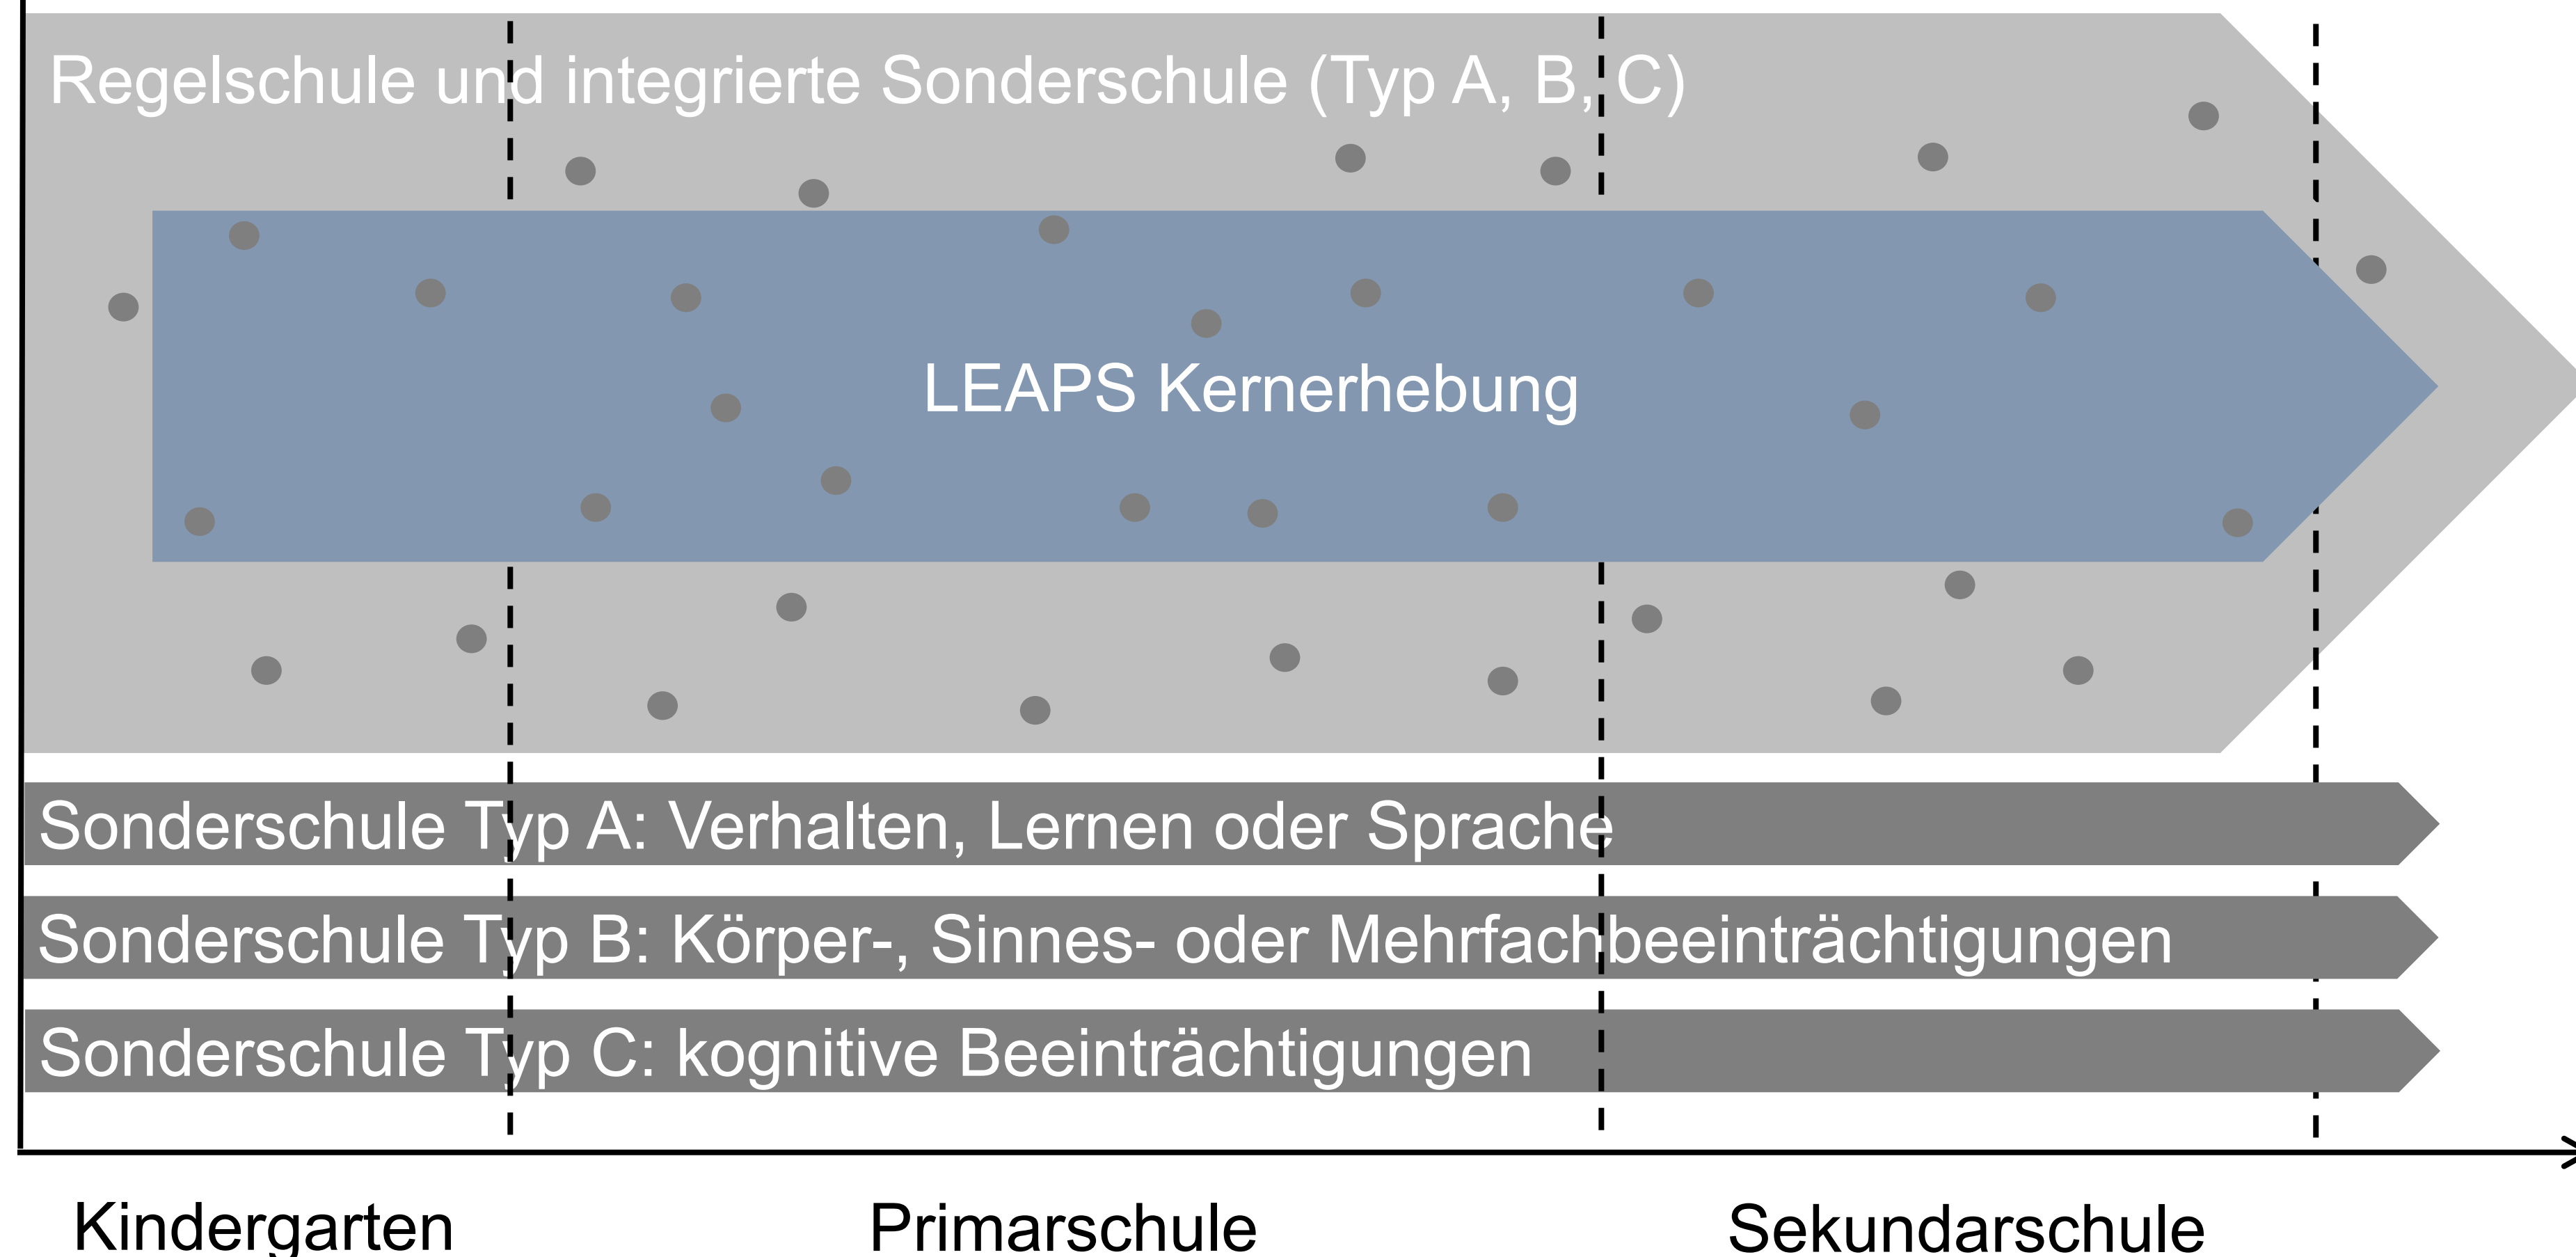 Regelschule und integrierte Sonderschule (Typ A, B, C)
LEAPS Kernerhebung
Sonderschule Typ A: Verhalten, Lernen oder Sprache
Sonderschule Typ B: Körper-, Sinnes- oder Mehrfachbeeinträchtigungen
Sonderschule Typ C: kognitive Beeinträchtigungen
Kindergarten Primarschule Sekundarschule